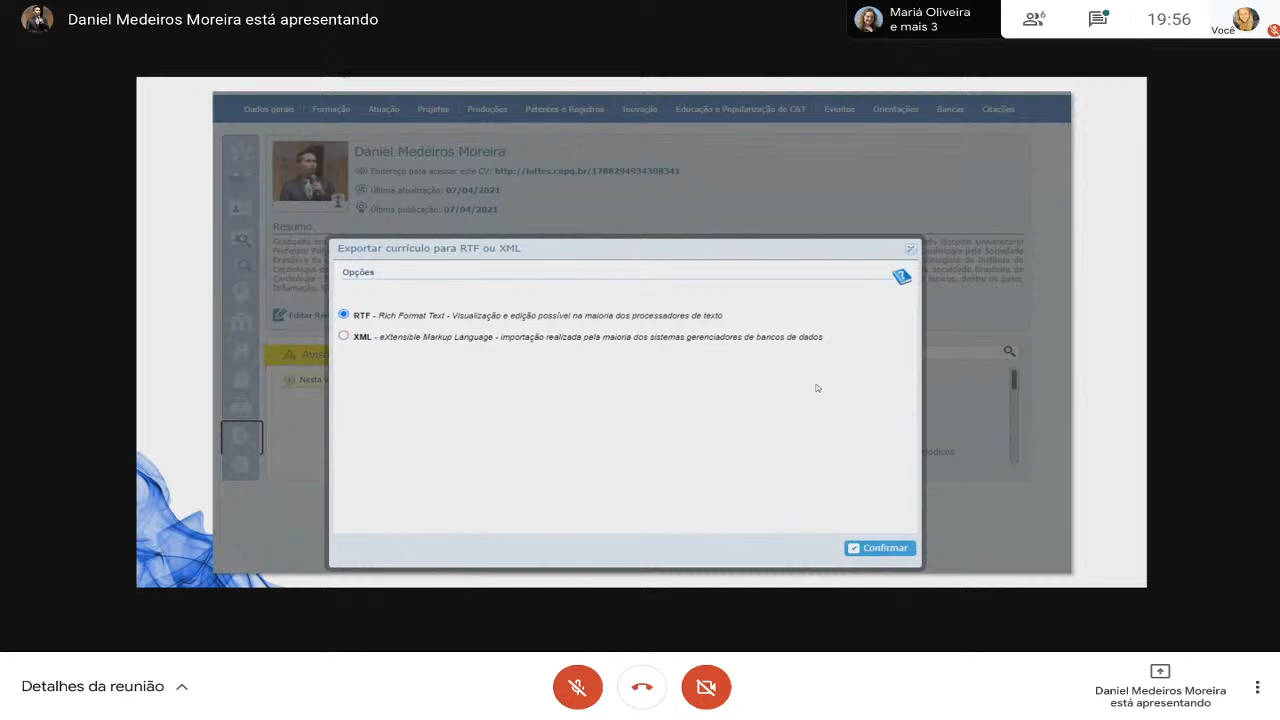 Daniel Medeiros Moreira está apresentando
Mariá Oliveira
e mais 3
6
19:56
Você
Dados gerais Formação Atuação Projetos Produções Patentes e Registros Inovação Educação e Popularização de C&T Eventos Orientações Bancas Citações
Daniel Medeiros Moreira
Endereço para acessar este CV: http://lattes.cnpq.br/1788294934308341
Última atualização: 07/04/2021
Última publicação: 07/04/2021
Resumo
Editar Re
Aviso
Nesta v
Exportar currículo para RTF ou XML
Opções
RTF - Rich Format Text - Visualização e edição possível na maioria dos processadores de texto
XML - eXtensible Markup Language - importação realizada pela maioria dos sistemas gerenciadores de bancos de dados
Confirmar
Detalhes da reunião
Daniel Medeiros Moreira
está apresentando